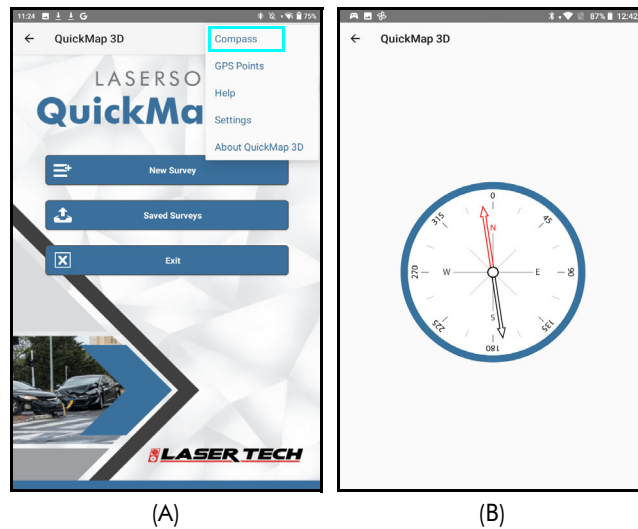 11:24 G 75%
QuickMap 3D
Compass
GPS Points
Help
Settings
About QuickMap 3D
LASERSO
QuickMa
New Survey
Saved Surveys
Exit
LASER TECH
(A)
87% 12:42
QuickMap 3D
0
45
90
135
180
225
270
315
N
E
S
W
(B)